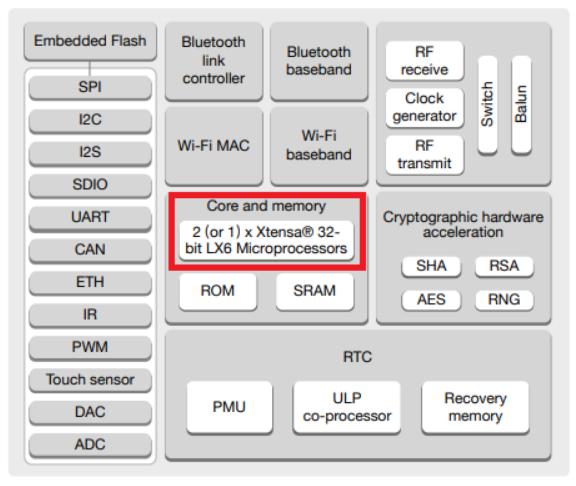 Embedded Flash
SPI
I2C
I2S
SDIO
UART
CAN
ETH
IR
PWM
Touch sensor
DAC
ADC
Bluetooth
link
controller
Bluetooth
baseband
Wi-Fi MAC
Wi-Fi
baseband
RF
receive
Clock
generator
RF
transmit
Switch
Balun
Core and memory
2 (or 1) x Xtensa® 32-
bit LX6 Microprocessors
ROM
SRAM
Cryptographic hardware
acceleration
SHA
RSA
AES
RNG
RTC
PMU
ULP
co-processor
Recovery
memory